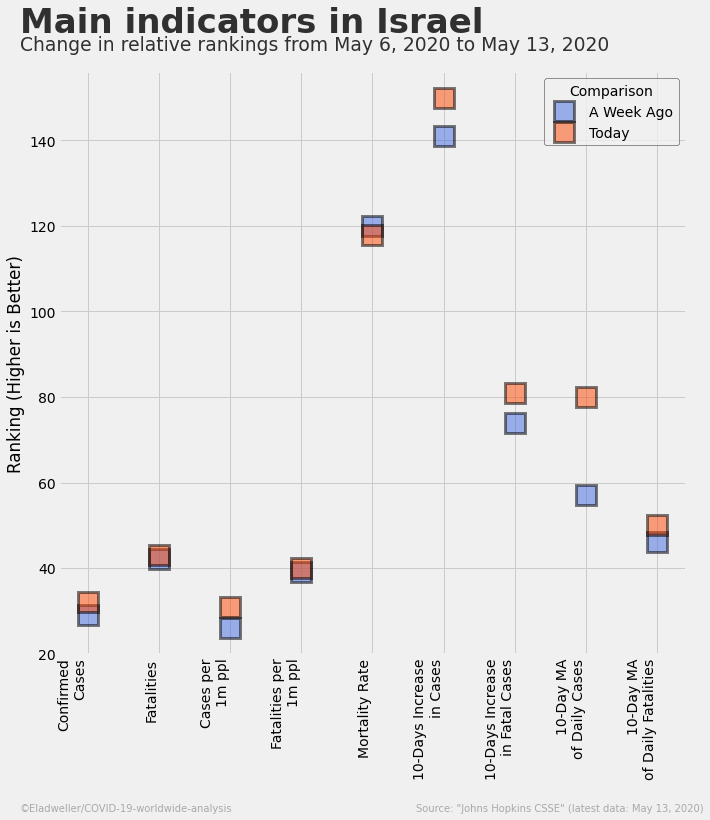 Main indicators in Israel
Change in relative rankings from May 6, 2020 to May 13, 2020
Comparison
A Week Ago
Today
Ranking (Higher is Better)
140
120
100
80
60
40
20
Confirmed
Cases
Fatalities
Cases per
1m ppl
Fatalities per
1m ppl
Mortality Rate
10-Days Increase
in Cases
10-Days Increase
in Fatal Cases
10-Day MA
of Daily Cases
10-Day MA
of Daily Fatalities
©Eladweller/COVID-19-worldwide-analysis
Source: "Johns Hopkins CSSE" (latest data: May 13, 2020)